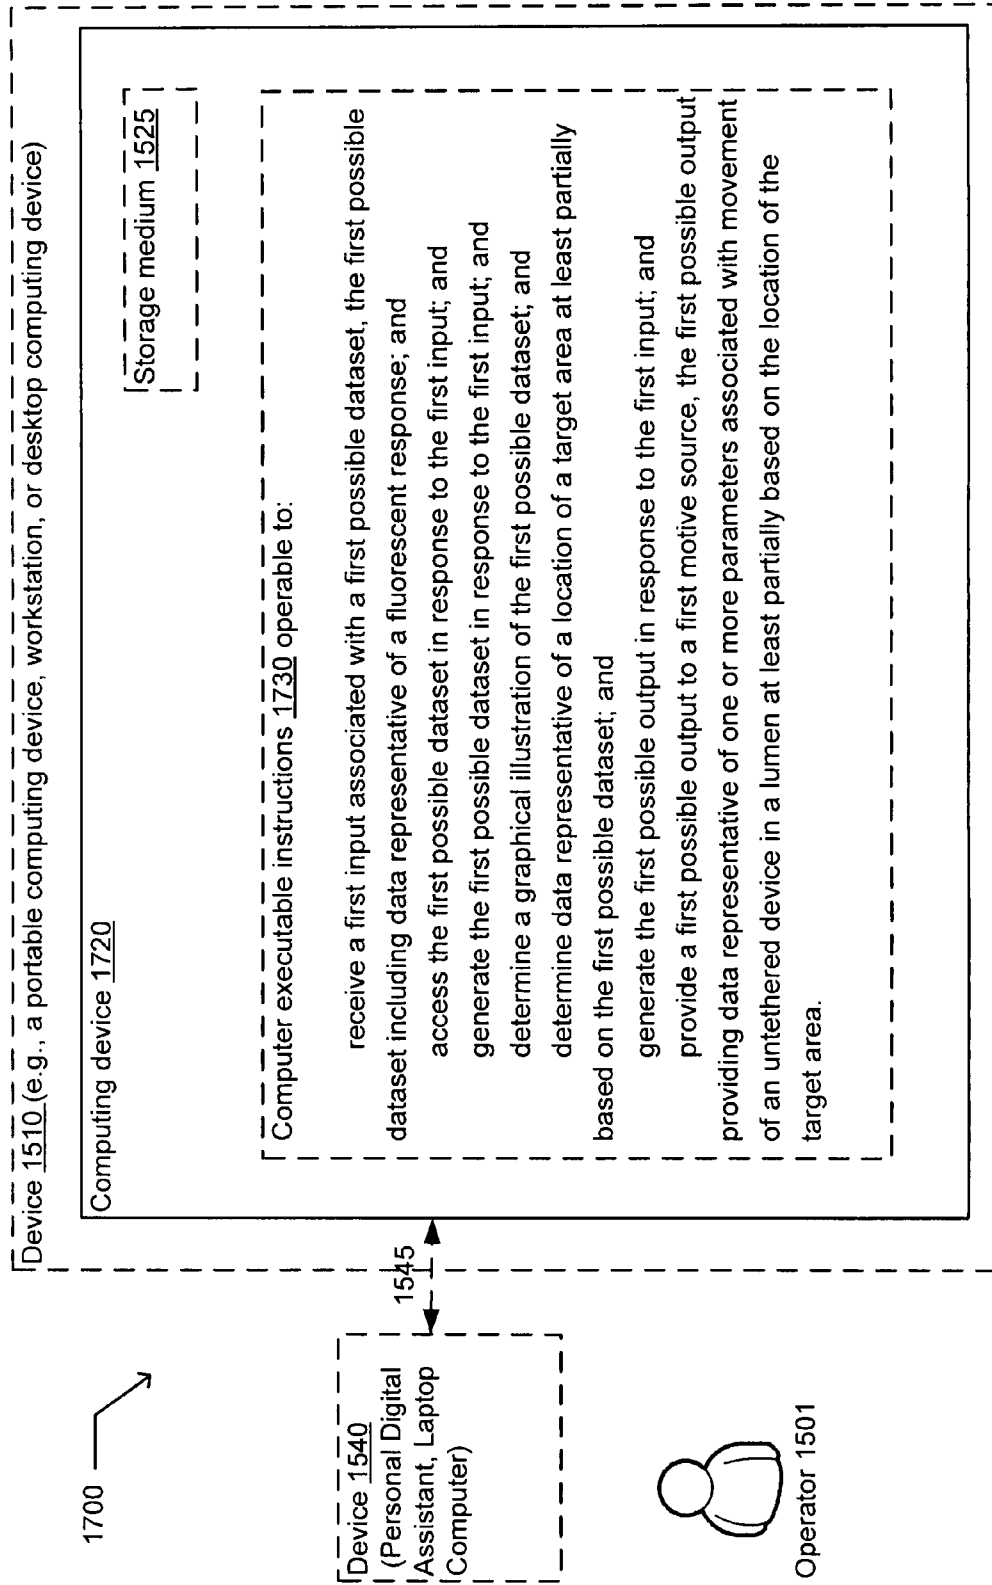 1700
Device 1510 (e.g., a portable computing device, workstation, or desktop computing device)
Computing device 1720
Storage medium 1525
Computer executable instructions 1730 operable to:
receive a first input associated with a first possible dataset, the first possible
dataset including data representative of a fluorescent response; and
access the first possible dataset in response to the first input; and
generate the first possible dataset in response to the first input; and
determine a graphical illustration of the first possible dataset; and
determine data representative of a location of a target area at least partially
based on the first possible dataset; and
generate the first possible output in response to the first input; and
provide a first possible output to a first motive source, the first possible output
providing data representative of one or more parameters associated with movement
of an untethered device in a lumen at least partially based on the location of the
target area.
1545
Device 1540
(Personal Digital
Assistant, Laptop
Computer)
Operator 1501